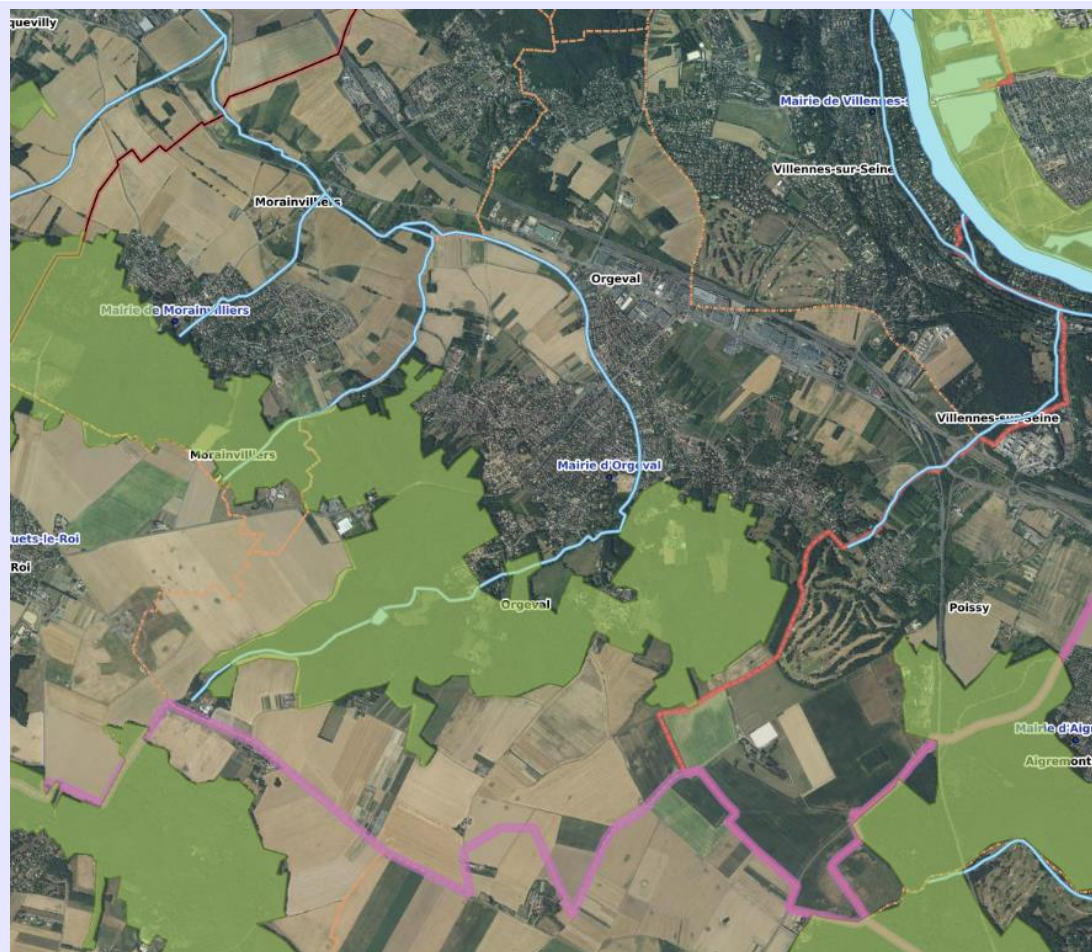 quevilly
Mairie de Villennes-s
Villennes-sur-Seine
Morainvilliers
Orgeval
Mairie de Morainvilliers
Villennes-sur-Seine
Morainvilliers
Mairie d'Orgeval
uets-le-Roi
Roi
Orgeval
Poissy
Mairie d'Aig
Aigremont